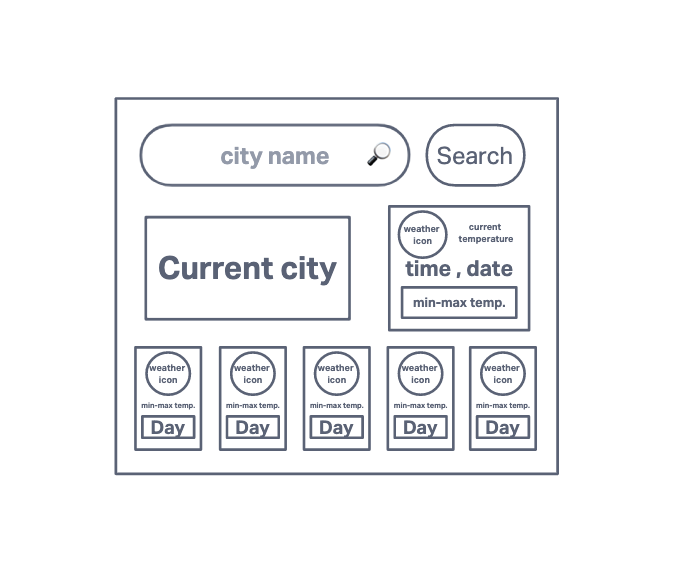 city name
Search
Current city
weather
icon
current
temperature
time , date
min-max temp.
weather
icon
min-max temp.
Day
weather
icon
min-max temp.
Day
weather
icon
min-max temp.
Day
weather
icon
min-max temp.
Day
weather
icon
min-max temp.
Day